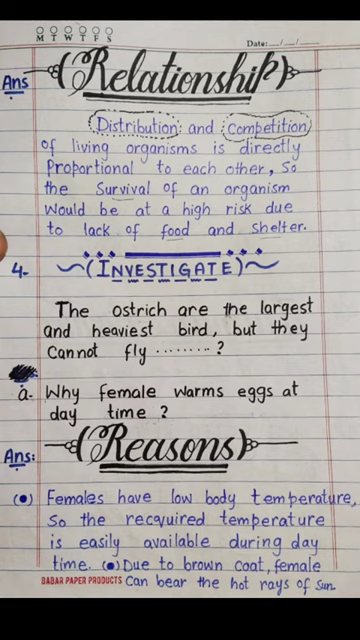 M T W T F S
Date: __/__/__
Ans
Relationship
Distribution and Competition
of living organisms is directly
Proportional to each other, So
the Survival of an organism
Would be at a high risk due
to lack of food and shelter.
4- (INVESTIGATE)
The ostrich are the largest
and heaviest bird, but they
Cannot fly ........ ?
a- Why female warms eggs at
day time ?
Reasons
Ans:
(•) Females have low body temperature,
So the recquired temperature
is easily available during day
time. (•) Due to brown coat, female
BABAR PAPER PRODUCTS Can bear the hot rays of sun.